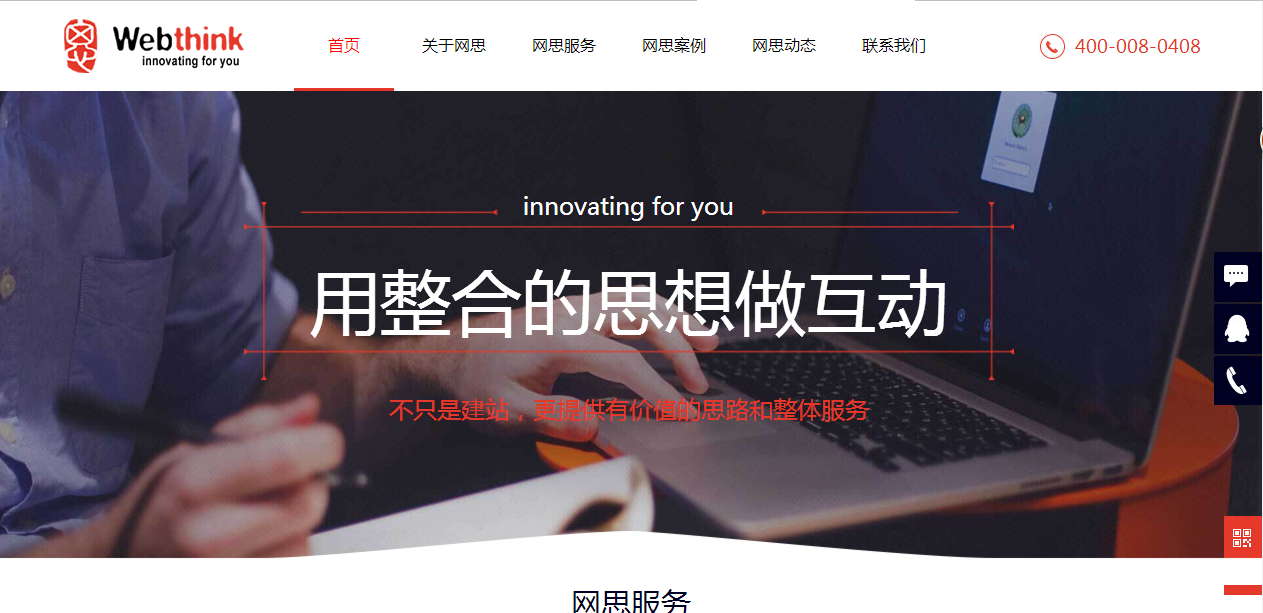 Webthink
innovating for you
首页 关于网思 网思服务 网思案例 网思动态 联系我们
400-008-0408
innovating for you
用整合的思想做互动
不只是建站，更提供有价值的思路和整体服务
网思服务